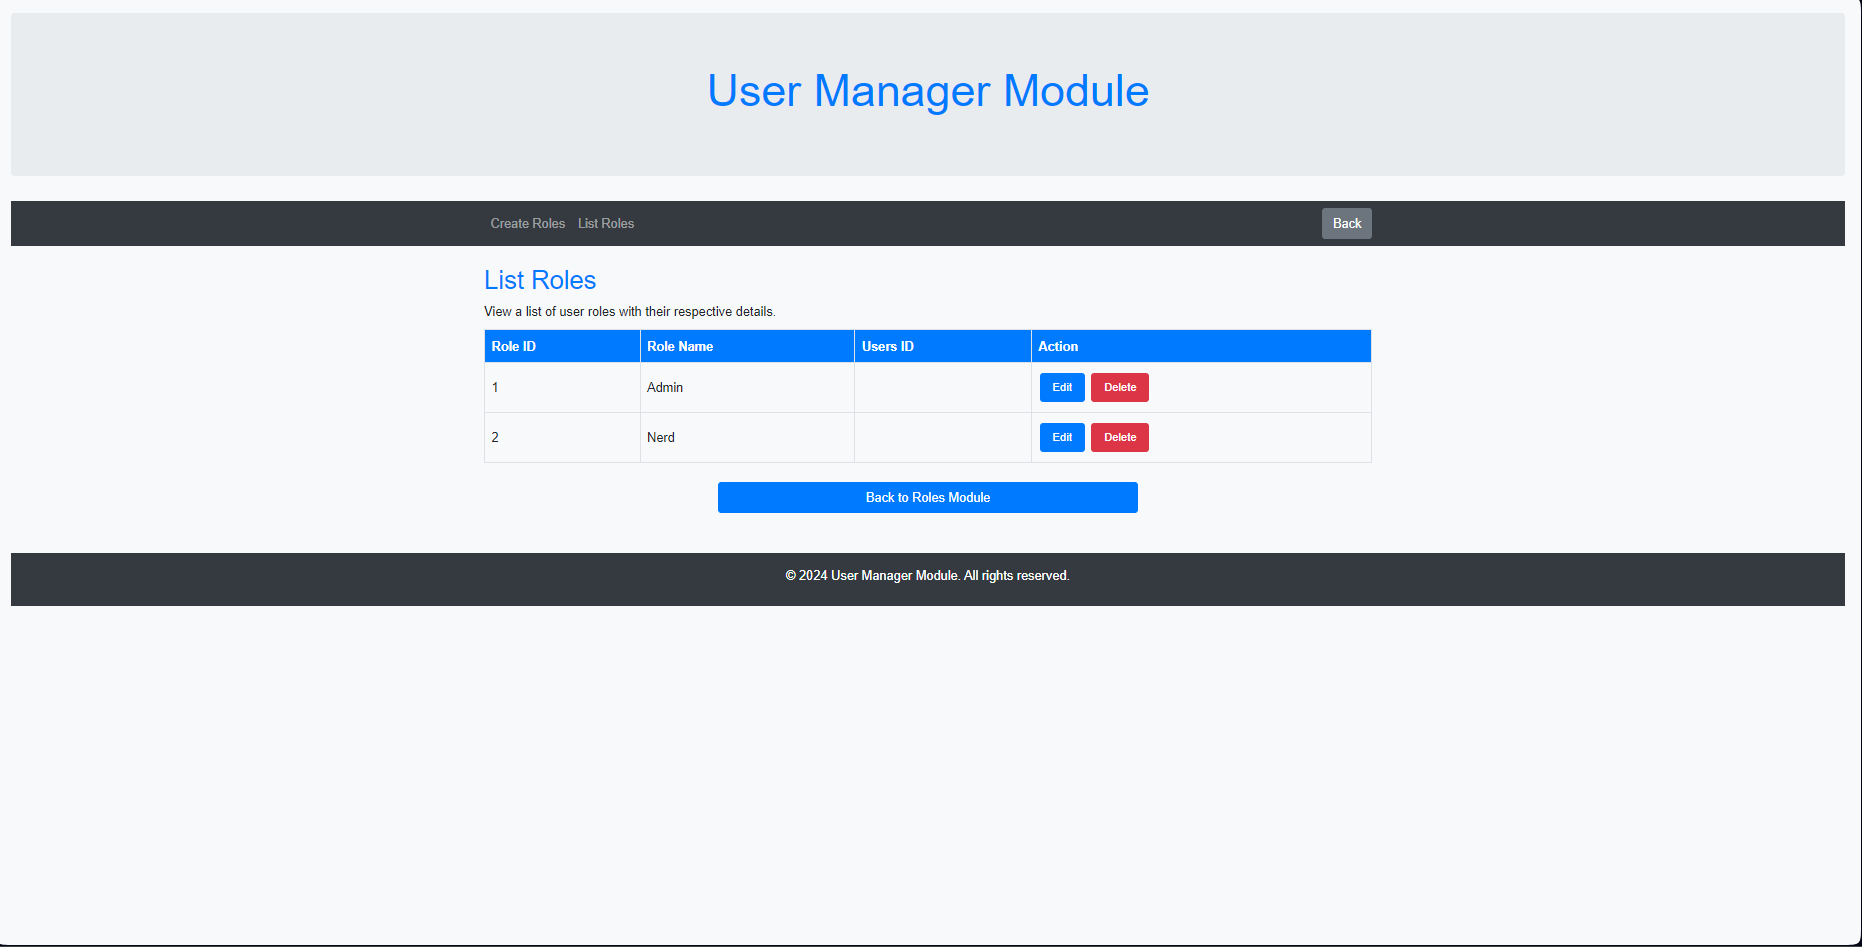 User Manager Module
Create Roles List Roles Back
List Roles
View a list of user roles with their respective details.
Role ID Role Name Users ID Action
1 Admin Edit Delete
2 Nerd Edit Delete
Back to Roles Module
© 2024 User Manager Module. All rights reserved.